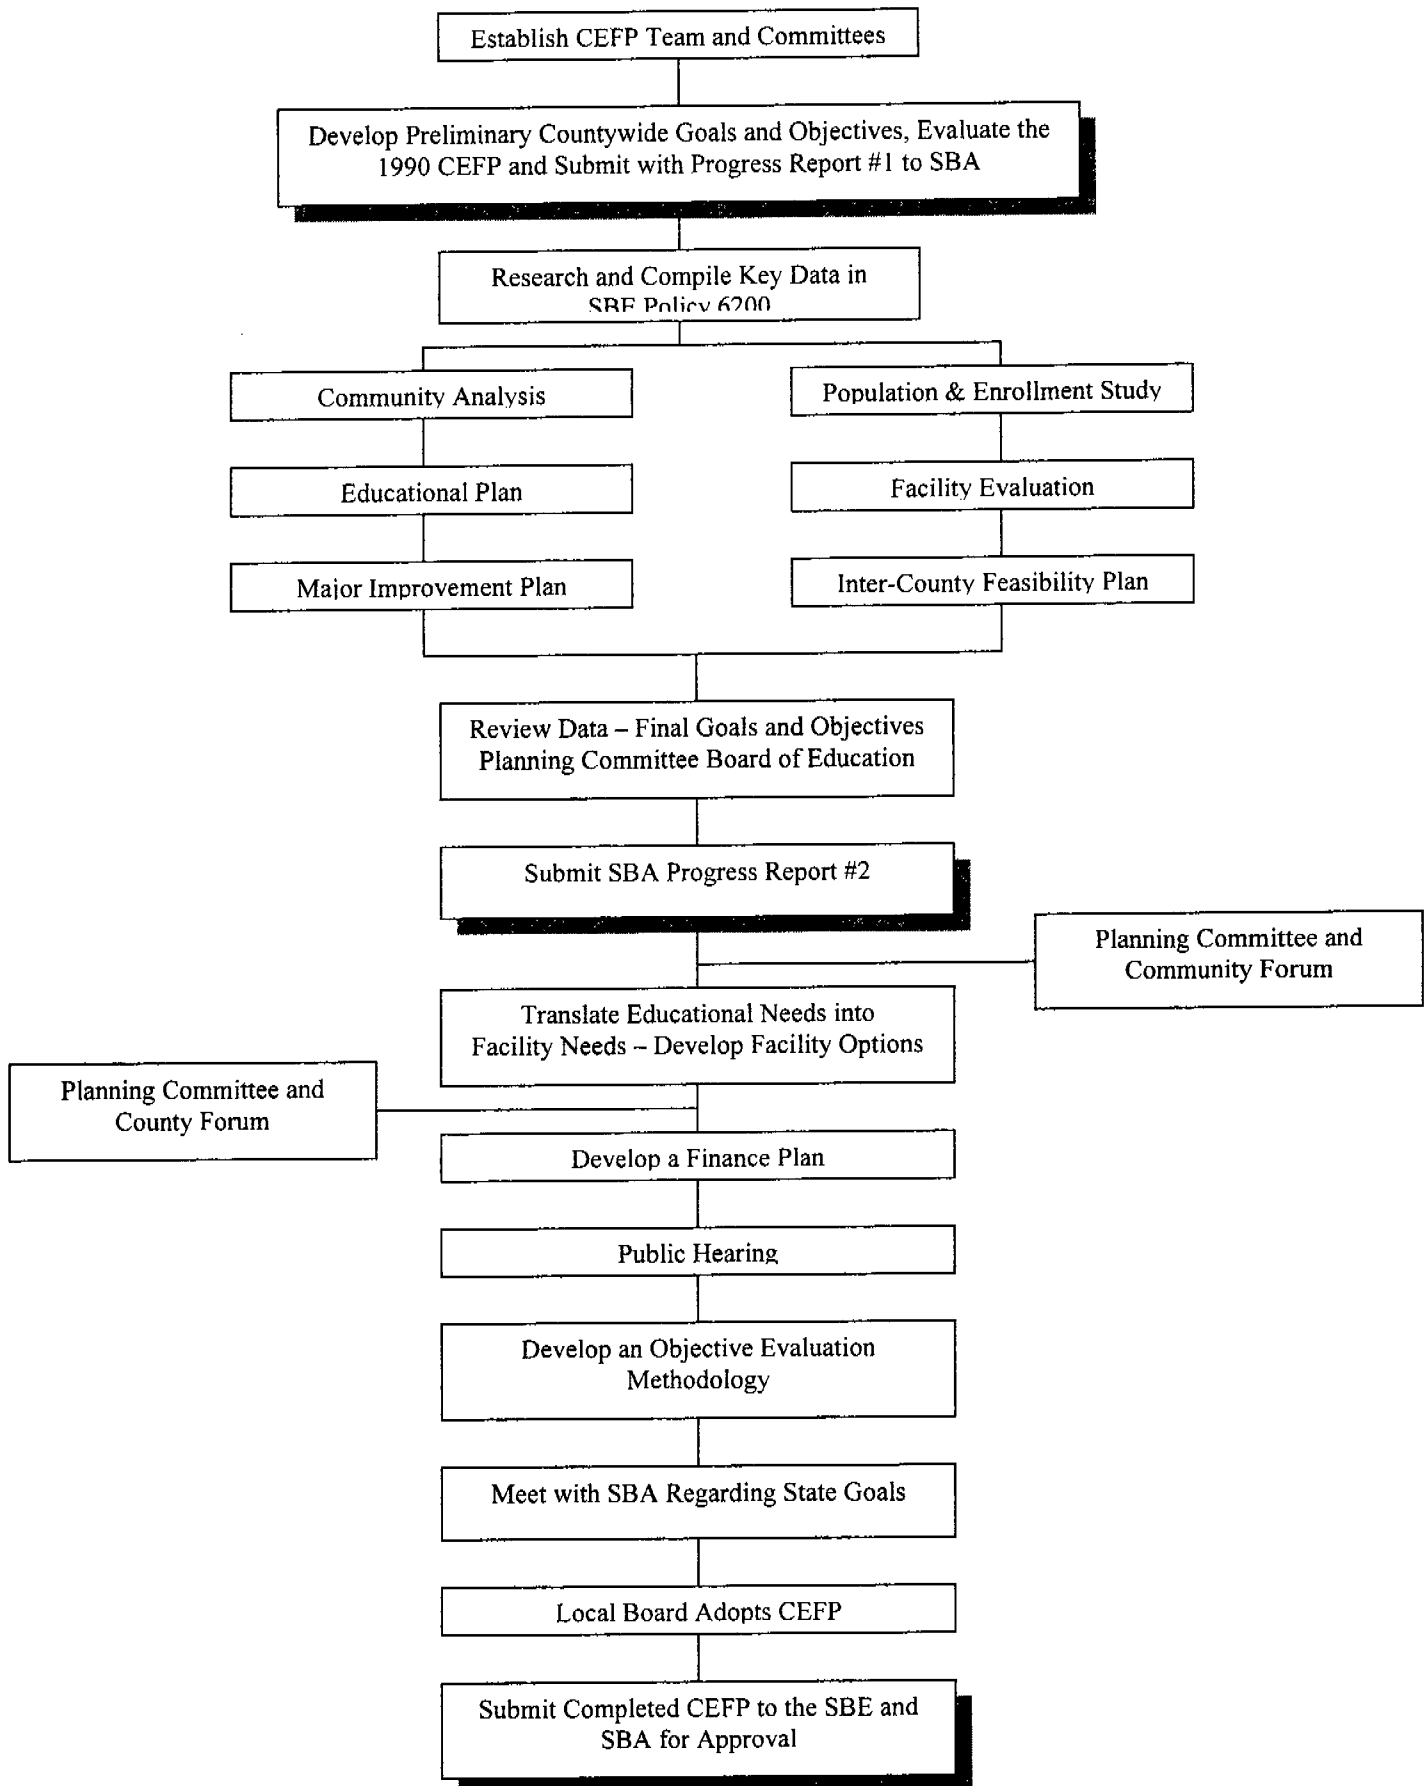 Establish CEFP Team and Committees
Develop Preliminary Countywide Goals and Objectives, Evaluate the
1990 CEFP and Submit with Progress Report #1 to SBA
Research and Compile Key Data in
SBE Policy 6200
Community Analysis
Population & Enrollment Study
Educational Plan
Facility Evaluation
Major Improvement Plan
Inter-County Feasibility Plan
Review Data – Final Goals and Objectives
Planning Committee Board of Education
Submit SBA Progress Report #2
Planning Committee and
Community Forum
Translate Educational Needs into
Facility Needs – Develop Facility Options
Planning Committee and
County Forum
Develop a Finance Plan
Public Hearing
Develop an Objective Evaluation
Methodology
Meet with SBA Regarding State Goals
Local Board Adopts CEFP
Submit Completed CEFP to the SBE and
SBA for Approval